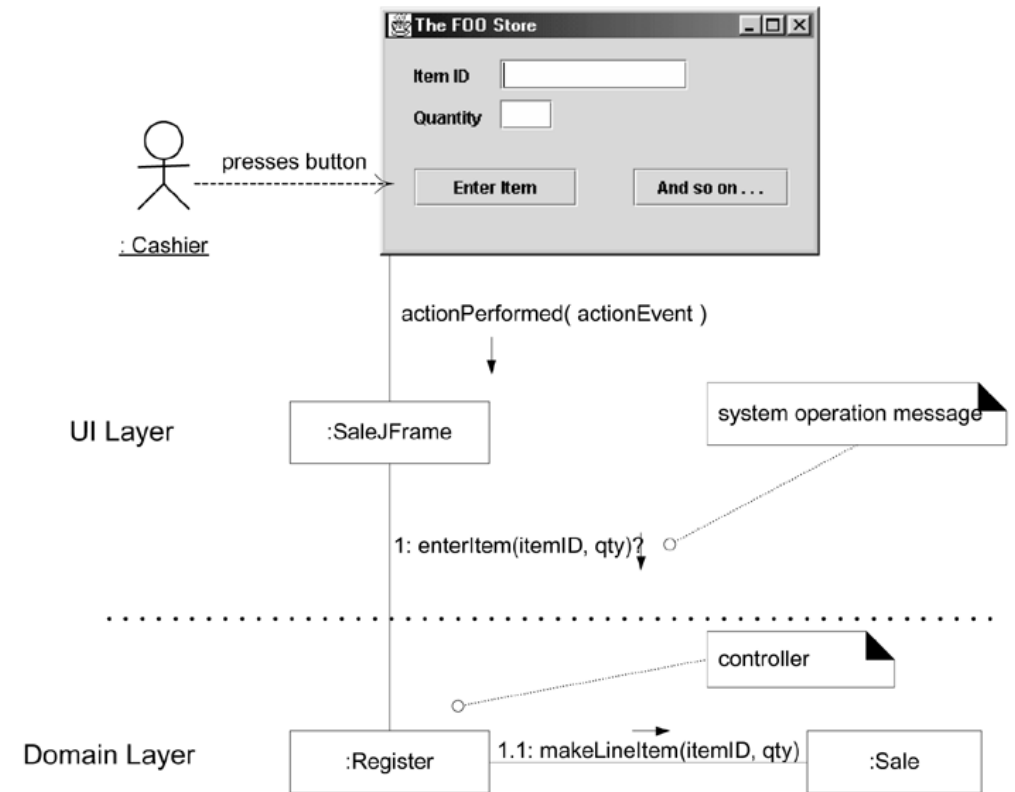 The FOO Store
Item ID
Quantity
presses button
Enter Item
And so on . . .
: Cashier
actionPerformed( actionEvent )
system operation message
UI Layer
:SaleJFrame
1: enterItem(itemID, qty)?
controller
Domain Layer
:Register
1.1: makeLineItem(itemID, qty)
:Sale